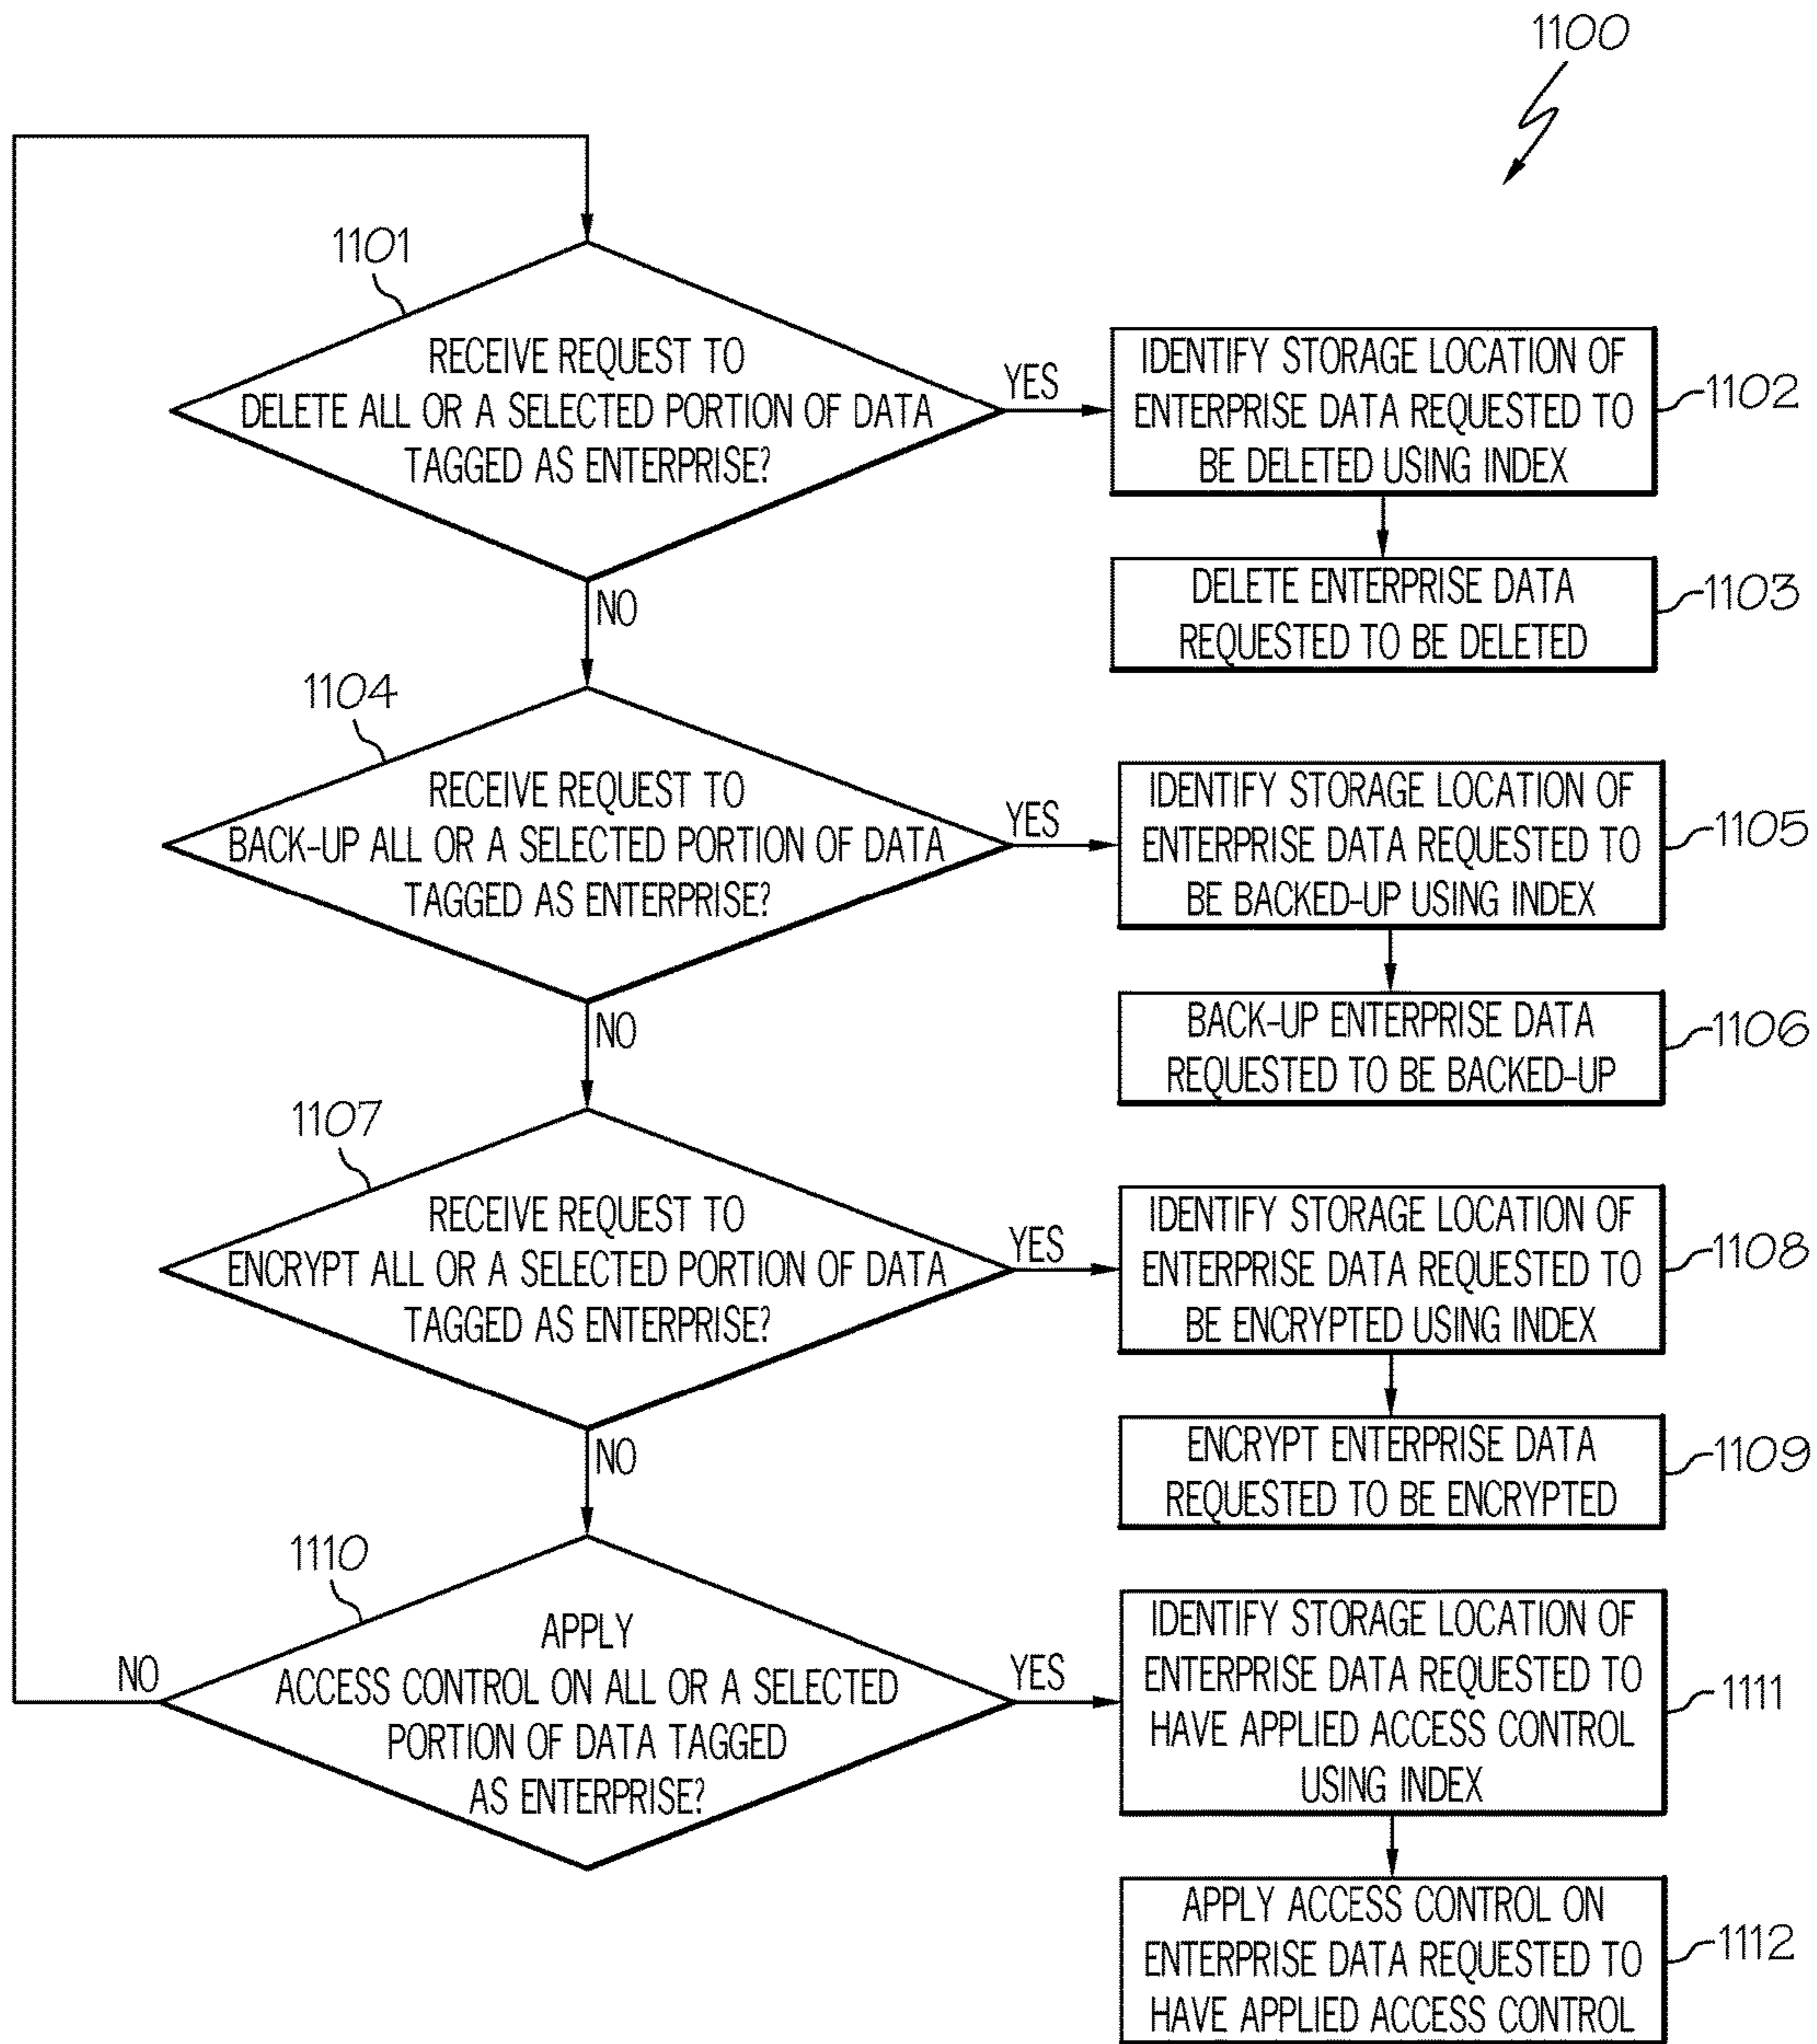 1100
1101
RECEIVE REQUEST TO
DELETE ALL OR A SELECTED PORTION OF DATA
TAGGED AS ENTERPRISE?
YES
IDENTIFY STORAGE LOCATION OF
ENTERPRISE DATA REQUESTED TO
BE DELETED USING INDEX
1102
DELETE ENTERPRISE DATA
REQUESTED TO BE DELETED
1103
NO
1104
RECEIVE REQUEST TO
BACK-UP ALL OR A SELECTED PORTION OF DATA
TAGGED AS ENTERPRISE?
YES
IDENTIFY STORAGE LOCATION OF
ENTERPRISE DATA REQUESTED TO
BE BACKED-UP USING INDEX
1105
BACK-UP ENTERPRISE DATA
REQUESTED TO BE BACKED-UP
1106
NO
1107
RECEIVE REQUEST TO
ENCRYPT ALL OR A SELECTED PORTION OF DATA
TAGGED AS ENTERPRISE?
YES
IDENTIFY STORAGE LOCATION OF
ENTERPRISE DATA REQUESTED TO
BE ENCRYPTED USING INDEX
1108
ENCRYPT ENTERPRISE DATA
REQUESTED TO BE ENCRYPTED
1109
NO
1110
APPLY
ACCESS CONTROL ON ALL OR A SELECTED
PORTION OF DATA TAGGED
AS ENTERPRISE?
NO
YES
IDENTIFY STORAGE LOCATION OF
ENTERPRISE DATA REQUESTED TO
HAVE APPLIED ACCESS CONTROL
USING INDEX
1111
APPLY ACCESS CONTROL ON
ENTERPRISE DATA REQUESTED TO
HAVE APPLIED ACCESS CONTROL
1112